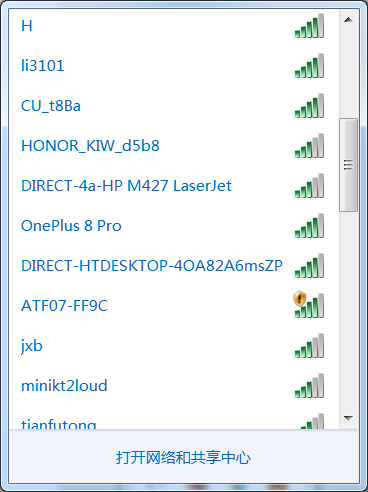 H
li3101
CU_t8Ba
HONOR_KIW_d5b8
DIRECT-4a-HP M427 LaserJet
OnePlus 8 Pro
DIRECT-HTDESKTOP-4OA82A6msZP
ATF07-FF9C
jxb
minikt2loud
tianfutong
打开网络和共享中心